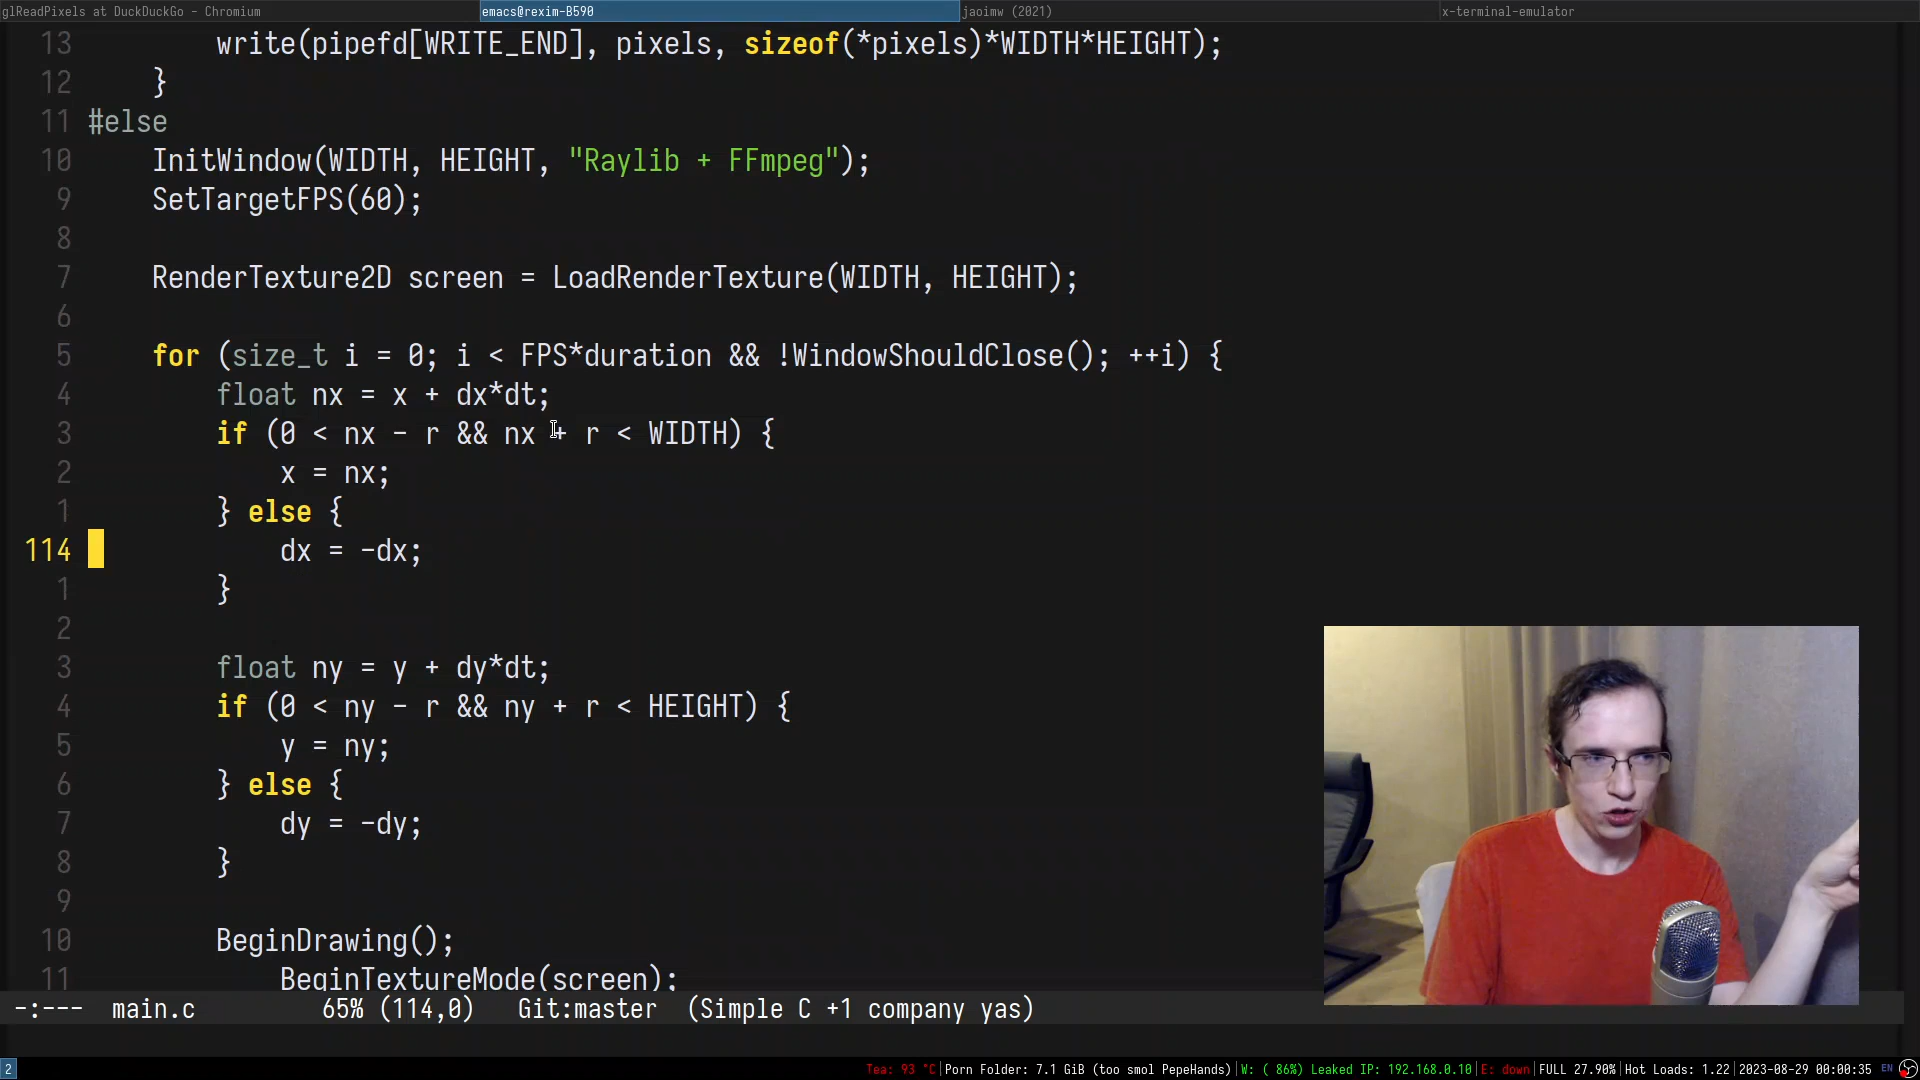 glReadPixels at DuckDuckGo - Chromium
emacs@rexim-B590
jaoimw (2021)
x-terminal-emulator
13 write(pipefd[WRITE_END], pixels, sizeof(*pixels)*WIDTH*HEIGHT);
12 }
11 #else
10 InitWindow(WIDTH, HEIGHT, "Raylib + FFmpeg");
9 SetTargetFPS(60);
8
7 RenderTexture2D screen = LoadRenderTexture(WIDTH, HEIGHT);
6
5 for (size_t i = 0; i < FPS*duration && !WindowShouldClose(); ++i) {
4 float nx = x + dx*dt;
3 if (0 < nx - r && nx + r < WIDTH) {
2 x = nx;
1 } else {
114 dx = -dx;
1 }
2
3 float ny = y + dy*dt;
4 if (0 < ny - r && ny + r < HEIGHT) {
5 y = ny;
6 } else {
7 dy = -dy;
8 }
9
10 BeginDrawing();
11 BeginTextureMode(screen);
-:--- main.c 65% (114,0) Git:master (Simple C +1 company yas)
2 Tea: 93 °C|Porn Folder: 7.1 GiB (too smol PepeHands)|W: ( 86%) Leaked IP: 192.168.0.10|E: down|FULL 27.90%|Hot Loads: 1.22|2023-08-29 00:00:35 EN